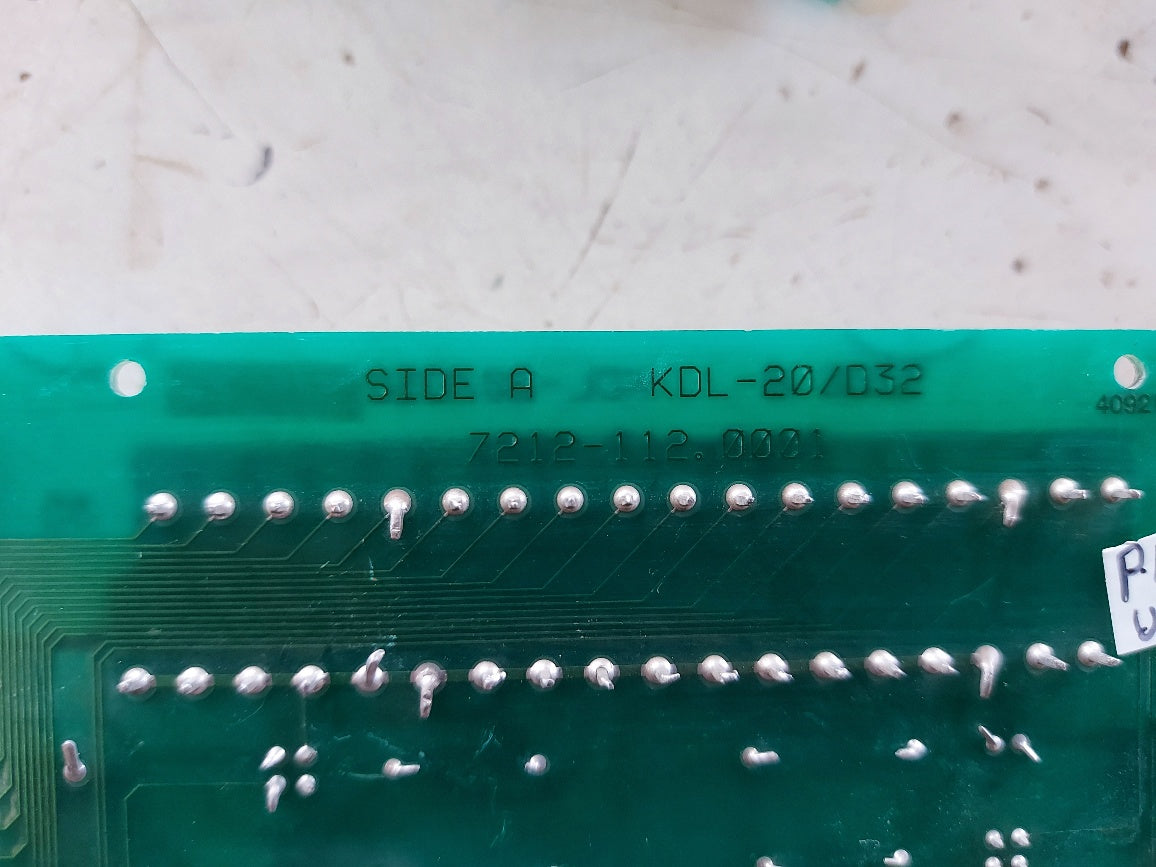 SIDE A KDL-20/D32
4092
7212-112.0001
P